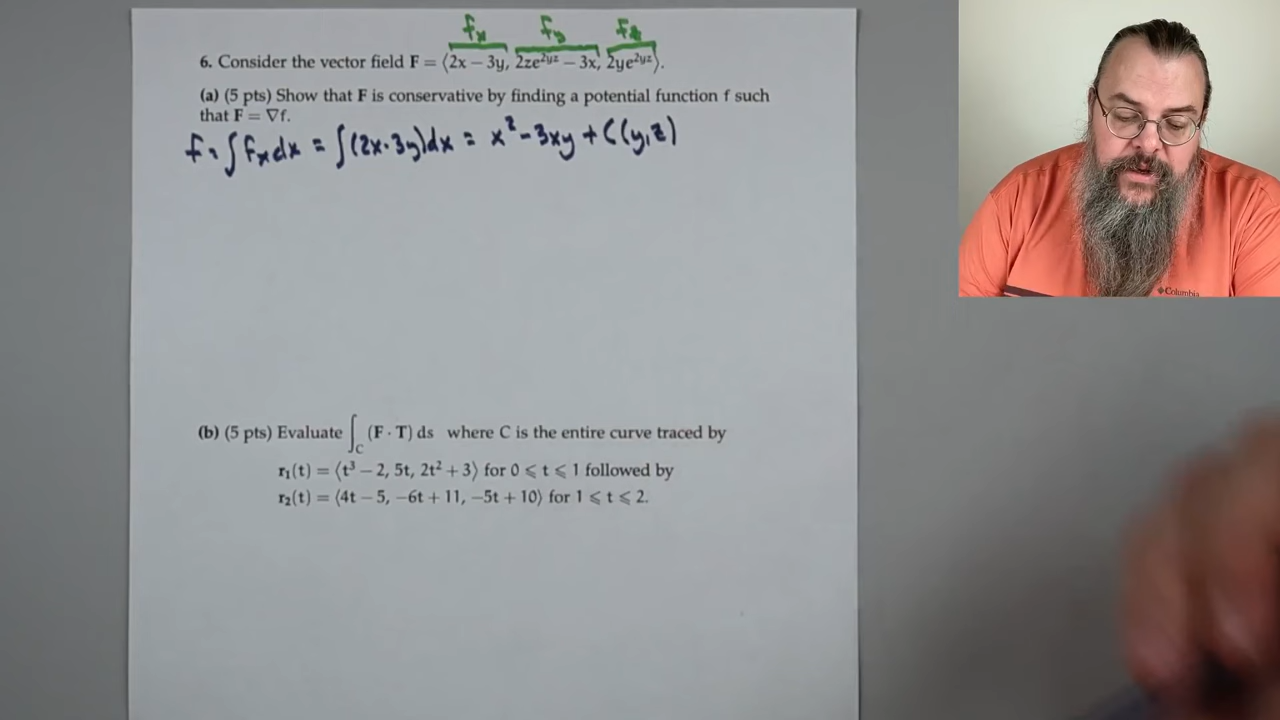 fx fy fz
6. Consider the vector field F = ⟨2x − 3y, 2ze^{2yz} − 3x, 2ye^{2yz}⟩.
(a) (5 pts) Show that F is conservative by finding a potential function f such
that F = ∇f.
f = ∫ fx dx = ∫(2x-3y)dx = x² - 3xy + C(y,z)
(b) (5 pts) Evaluate ∫_C (F · T) ds where C is the entire curve traced by
r₁(t) = ⟨t³ − 2, 5t, 2t² + 3⟩ for 0 ⩽ t ⩽ 1 followed by
r₂(t) = ⟨4t − 5, −6t + 11, −5t + 10⟩ for 1 ⩽ t ⩽ 2.
Columbia